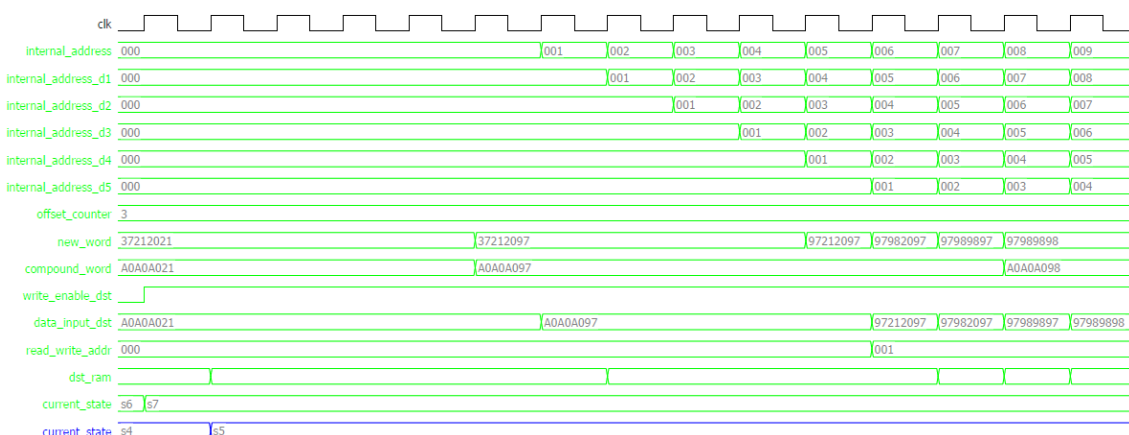 clk
internal_address 000 001 002 003 004 005 006 007 008 009
internal_address_d1 000 001 002 003 004 005 006 007 008
internal_address_d2 000 001 002 003 004 005 006 007
internal_address_d3 000 001 002 003 004 005 006
internal_address_d4 000 001 002 003 004 005
internal_address_d5 000 001 002 003 004
offset_counter 3
new_word 37212021 37212097 97212097 97982097 97989897 97989898
compound_word A0A0A021 A0A0A097 A0A0A098
write_enable_dst
data_input_dst A0A0A021 A0A0A097 97212097 97982097 97989897 97989898
read_write_addr 000 001
dst_ram
current_state s6 s7
current_state s4 s5